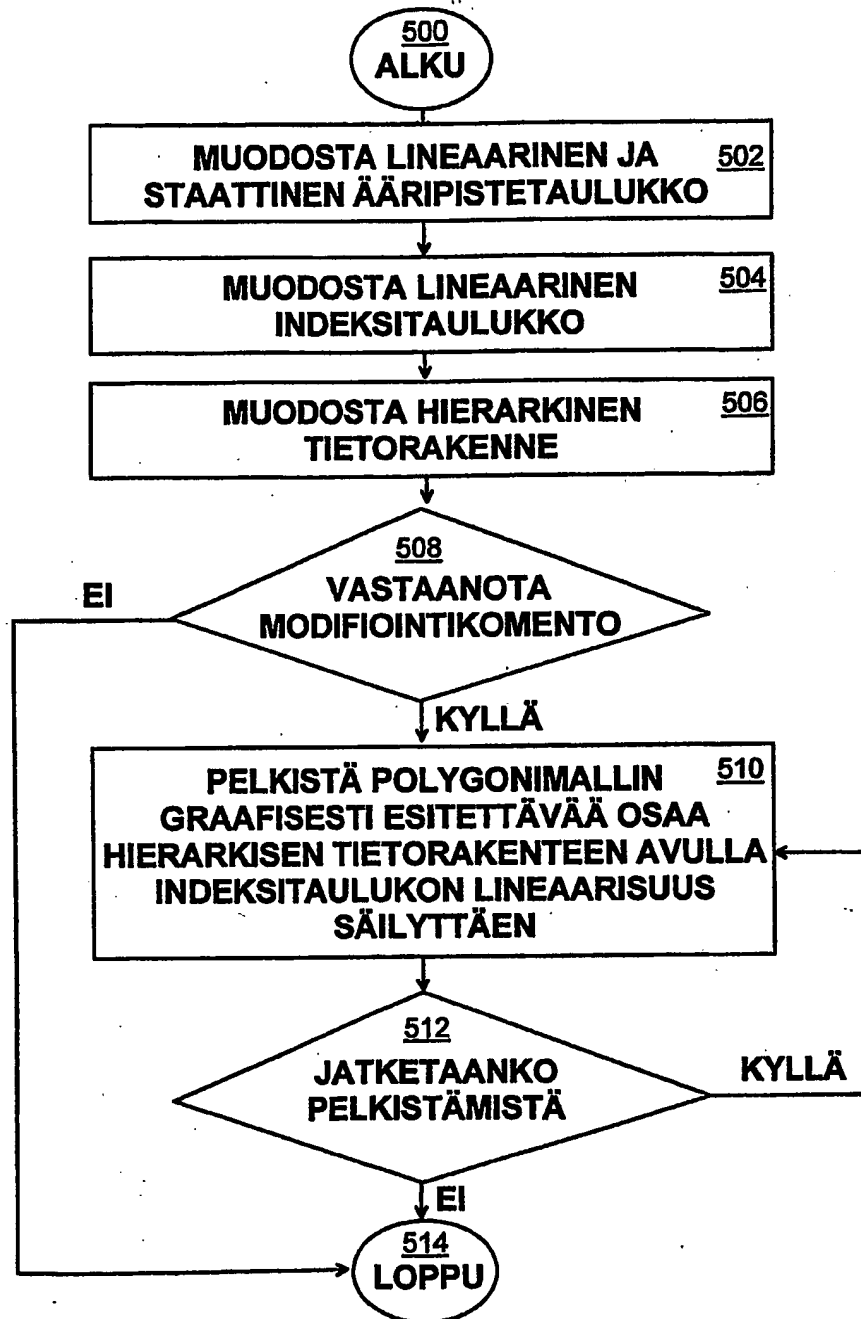 500
ALKU
MUODOSTA LINEAARINEN JA 502
STAATTINEN ÄÄRIPISTETAULUKKO
MUODOSTA LINEAARINEN 504
INDEKSITAULUKKO
MUODOSTA HIERARKINEN 506
TIETORAKENNE
508
EI VASTAANOTA
MODIFIOINTIKOMENTO
KYLLÄ
PELKISTÄ POLYGONIMALLIN 510
GRAAFISESTI ESITETTÄVÄÄ OSAA
HIERARKISEN TIETORAKENTEEN AVULLA
INDEKSITAULUKON LINEAARISUUS
SÄILYTTÄEN
512
JATKETAANKO KYLLÄ
PELKISTÄMISTÄ
EI
514
LOPPU